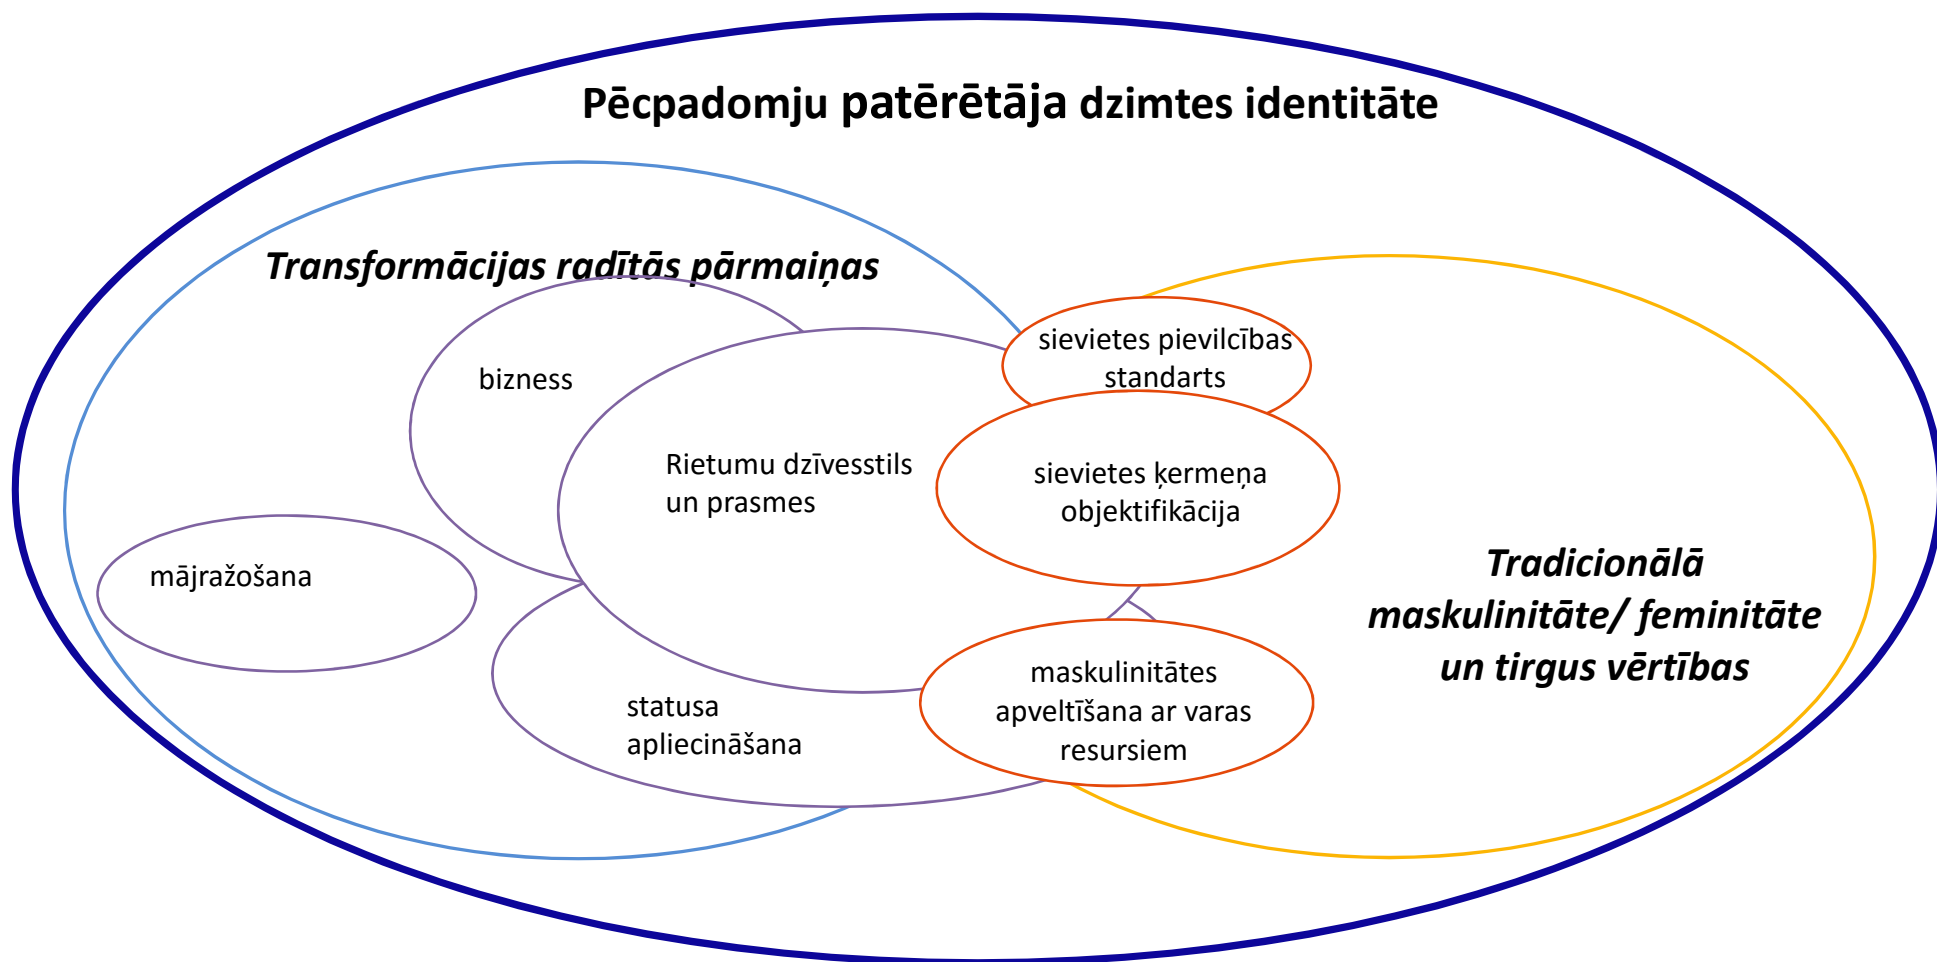 Pēcpadomju patērētāja dzimtes identitāte
Transformācijas radītās pārmaiņas
sievietes pievilcības
standarts
bizness
Rietumu dzīvesstils
un prasmes
sievietes ķermeņa
objektifikācija
mājražošana
Tradicionālā
maskulinitāte/ feminitāte
un tirgus vērtības
statusa
apliecināšana
maskulinitātes
apveltīšana ar varas
resursiem